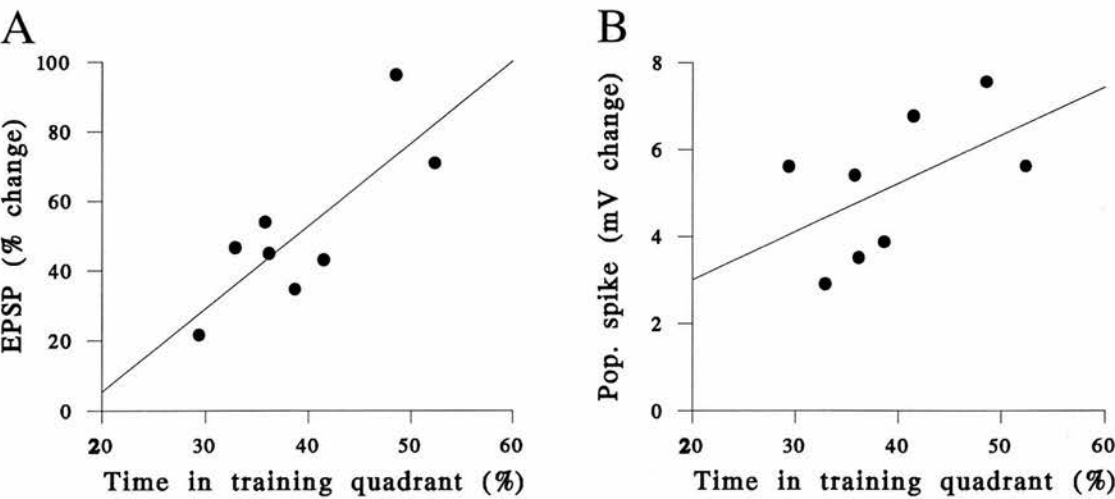 A
EPSP (% change)
100
80
60
40
20
0
20 30 40 50 60
Time in training quadrant (%)
B
Pop. spike (mV change)
8
6
4
2
0
20 30 40 50 60
Time in training quadrant (%)